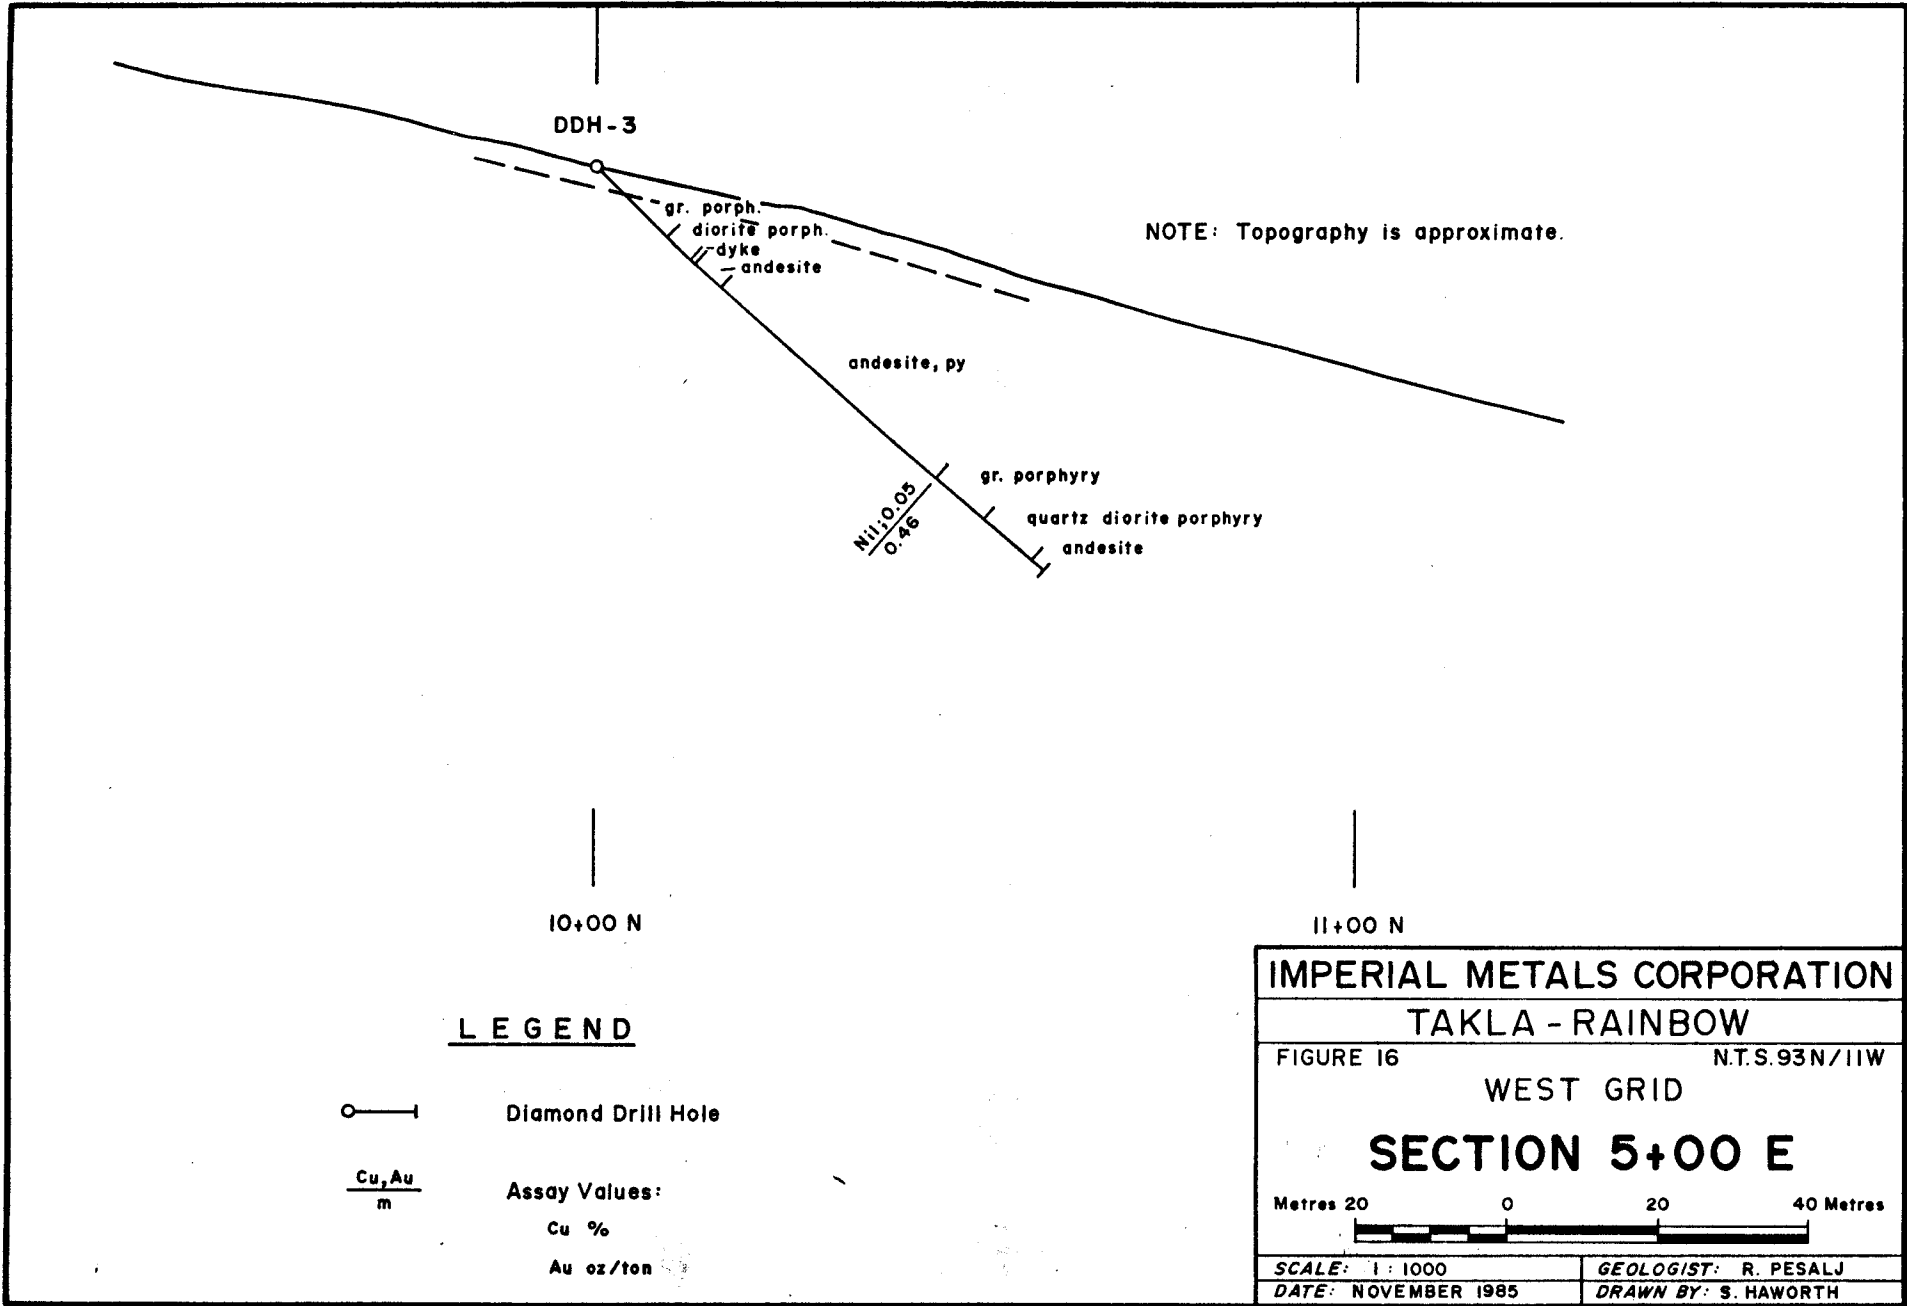 DDH-3
gr. porph.
diorite porph.
dyke
andesite
NOTE: Topography is approximate.
andesite, py
gr. porphyry
quartz diorite porphyry
andesite
Nil; 0.05
0.46
10+00 N
11+00 N
LEGEND
Diamond Drill Hole
Cu, Au
m
Assay Values:
Cu %
Au oz/ton
IMPERIAL METALS CORPORATION
TAKLA - RAINBOW
FIGURE 16 N.T.S. 93N/11W
WEST GRID
SECTION 5+00 E
Metres 20 0 20 40 Metres
SCALE: 1 : 1000 GEOLOGIST: R. PESALJ
DATE: NOVEMBER 1985 DRAWN BY: S. HAWORTH